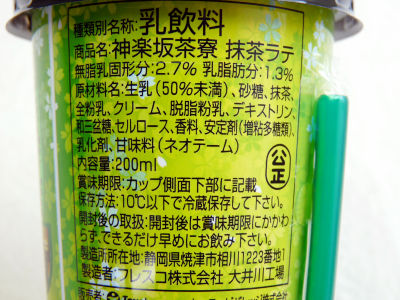 種類別名称:乳飲料
商品名:神楽坂茶寮 抹茶ラテ
無脂乳固形分:2.7% 乳脂肪分:1.3%
原材料名:生乳(50%未満)、砂糖、抹茶、
全粉乳、クリーム、脱脂粉乳、デキストリン、
和三盆糖、セルロース、香料、安定剤(増粘多糖類)、
乳化剤、甘味料(ネオテーム)
内容量:200ml
公正
賞味期限:カップ側面下部に記載
保存方法:10℃以下で冷蔵保存して下さい。
開封後の取扱:開封後は賞味期限にかかわ
らず、できるだけ早めにお飲み下さい。
製造所所在地:静岡県焼津市相川1223番地1
製造者:フレスコ株式会社 大井川工場
販売者